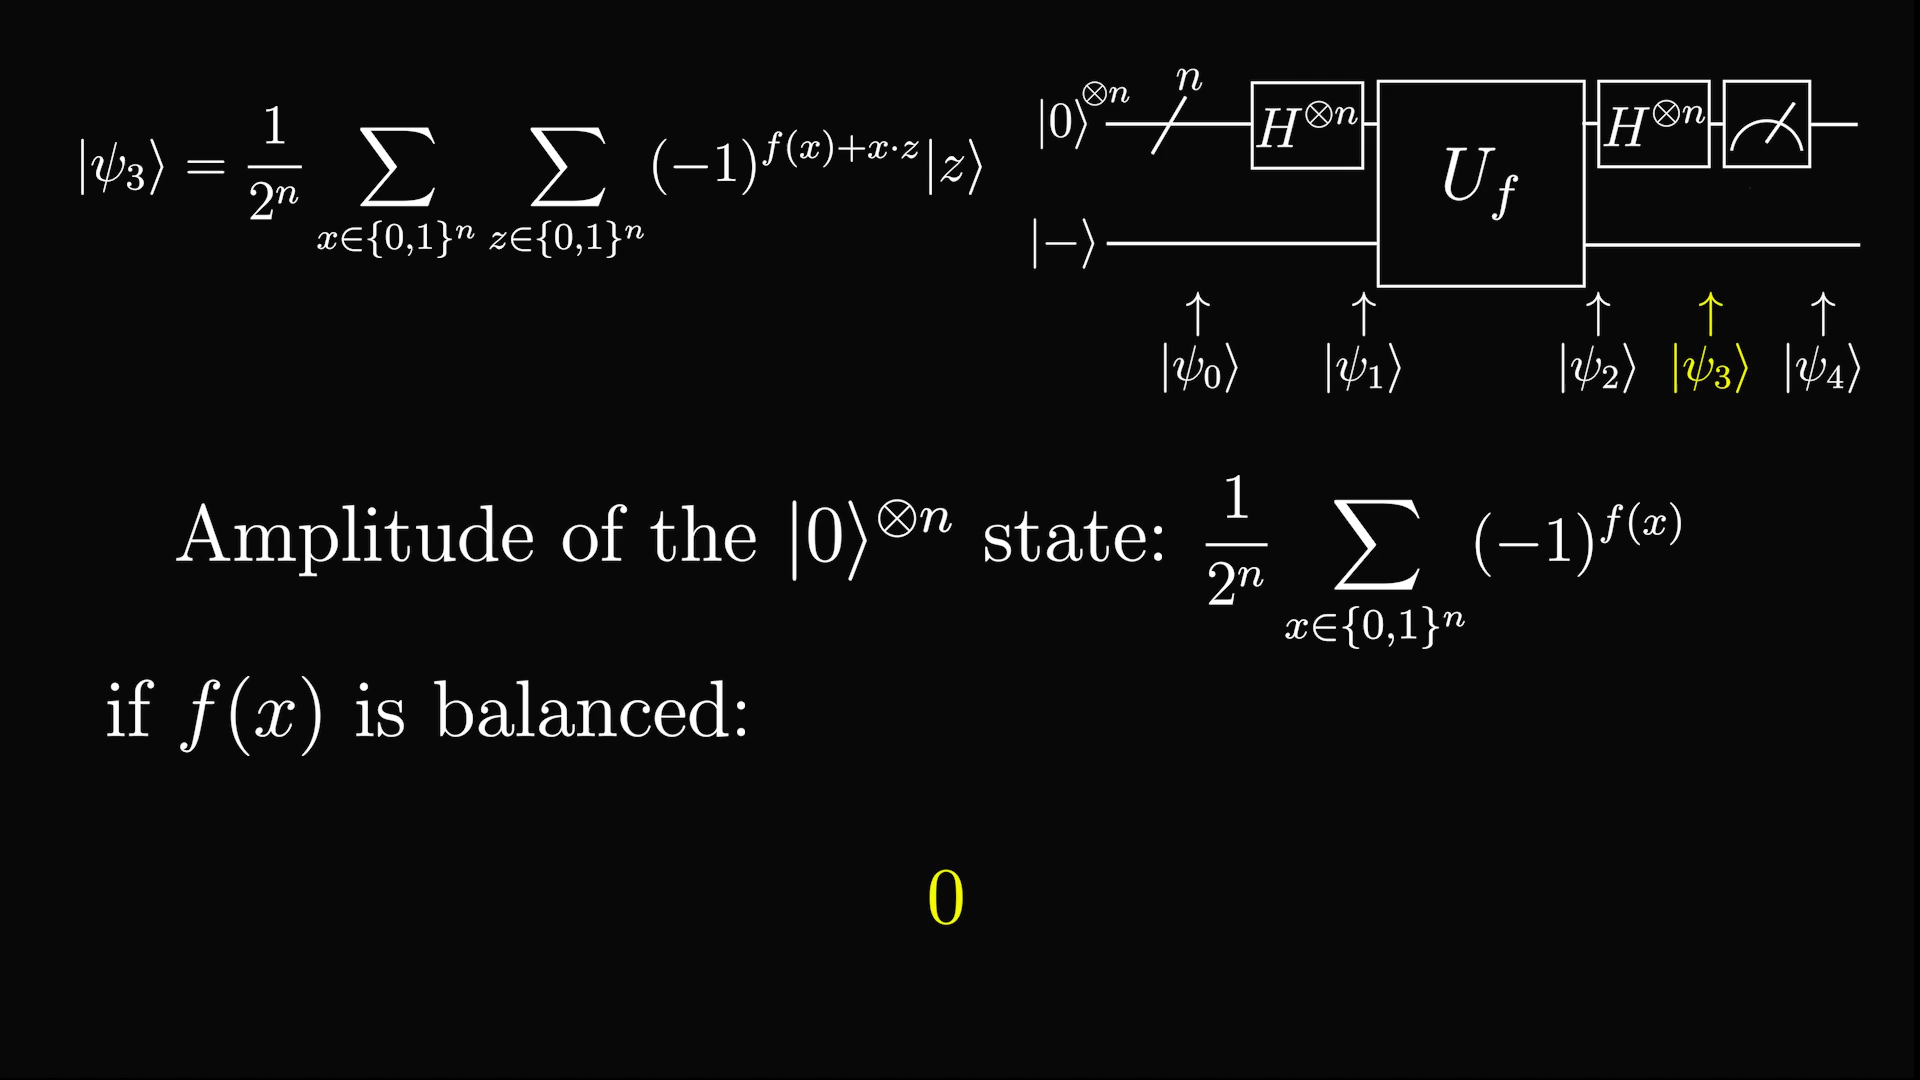 |ψ₃⟩ = 1/2ⁿ ∑_{x∈{0,1}ⁿ} ∑_{z∈{0,1}ⁿ} (−1)^{f(x)+x·z}|z⟩
|0⟩^{⊗n} n H^{⊗n} U_f H^{⊗n}
|−⟩
|ψ₀⟩ |ψ₁⟩ |ψ₂⟩ |ψ₃⟩ |ψ₄⟩
Amplitude of the |0⟩^{⊗n} state: 1/2ⁿ ∑_{x∈{0,1}ⁿ} (−1)^{f(x)}
if f(x) is balanced:
0